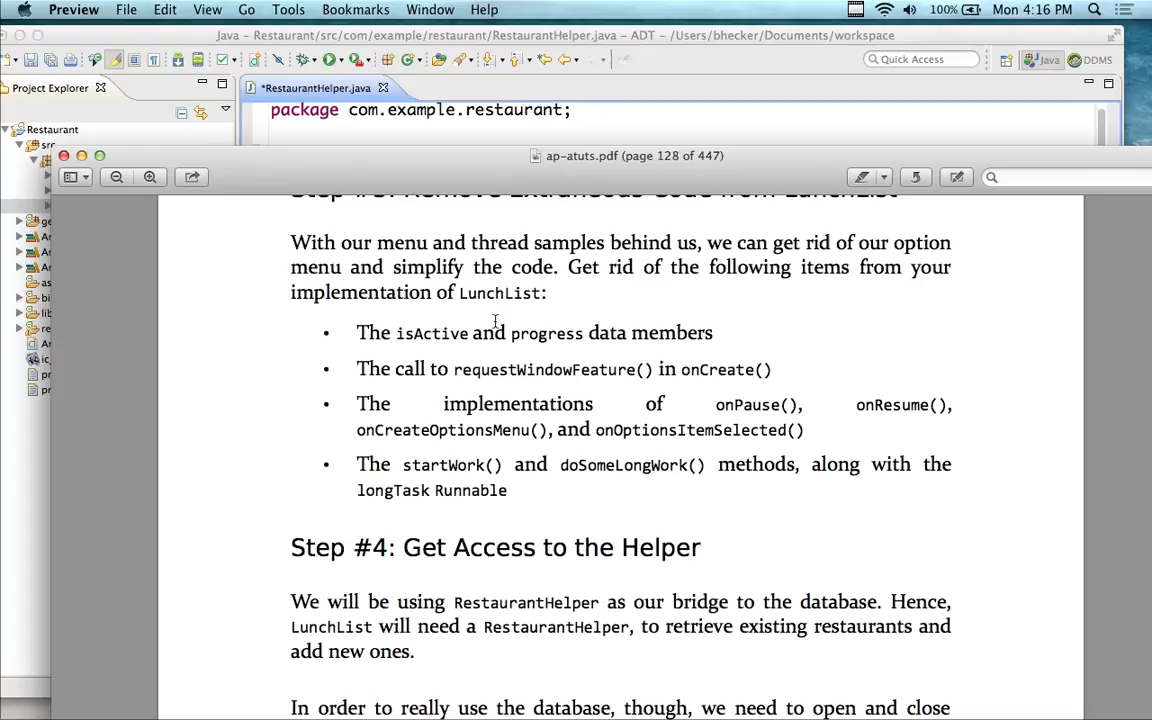 Preview File Edit View Go Tools Bookmarks Window Help 100% Mon 4:16 PM
Java - Restaurant/src/com/example/restaurant/RestaurantHelper.java - ADT - /Users/bhecker/Documents/workspace
Quick Access Java DDMS
Project Explorer *RestaurantHelper.java
package com.example.restaurant;
Restaurant
src
ap-atuts.pdf (page 128 of 447)
With our menu and thread samples behind us, we can get rid of our option
menu and simplify the code. Get rid of the following items from your
implementation of LunchList:
• The isActive and progress data members
• The call to requestWindowFeature() in onCreate()
• The implementations of onPause(), onResume(),
onCreateOptionsMenu(), and onOptionsItemSelected()
• The startWork() and doSomeLongWork() methods, along with the
longTask Runnable
Step #4: Get Access to the Helper
We will be using RestaurantHelper as our bridge to the database. Hence,
LunchList will need a RestaurantHelper, to retrieve existing restaurants and
add new ones.
In order to really use the database, though, we need to open and close